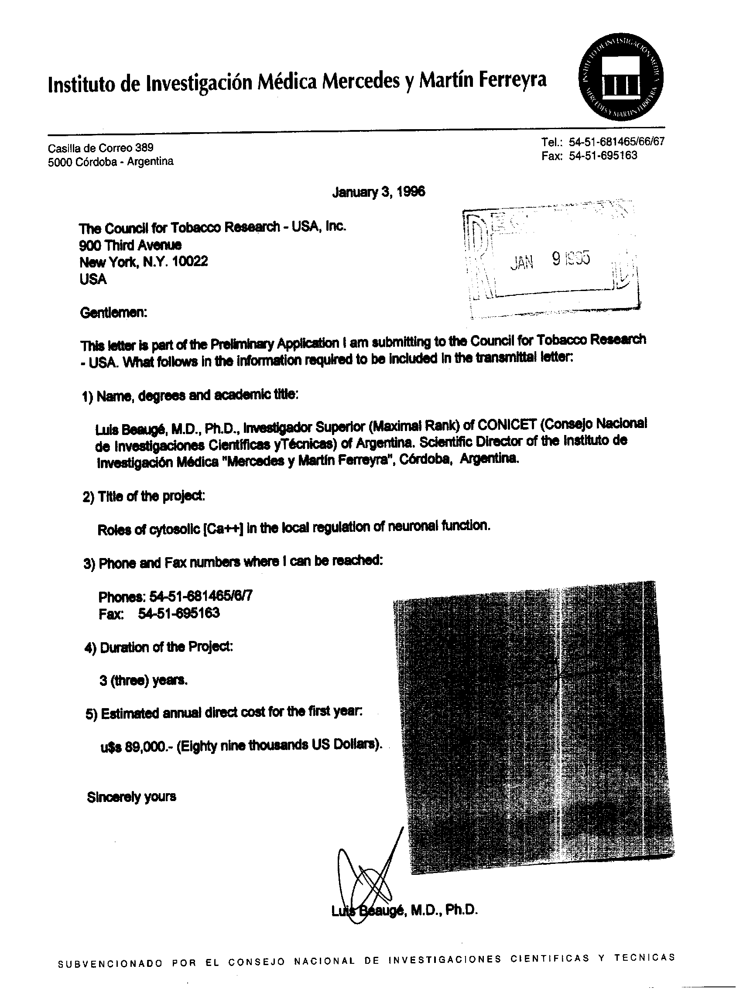 Instituto de Investigación Médica Mercedes y Martín Ferreyra
INSTITUTO DE INVESTIGACION MEDICA
MERCEDES Y MARTIN FERREYRA
Casilla de Correo 389
5000 Córdoba - Argentina
Tel.: 54-51-681465/66/67
Fax: 54-51-695163
January 3, 1996
The Council for Tobacco Research - USA, Inc.
900 Third Avenue
New York, N.Y. 10022
USA
JAN 9 1995
Gentlemen:
This letter is part of the Preliminary Application I am submitting to the Council for Tobacco Research
- USA. What follows in the information required to be included in the transmittal letter:
1) Name, degrees and academic title:
Luis Beaugé, M.D., Ph.D., Investigador Superior (Maximal Rank) of CONICET (Consejo Nacional
de Investigaciones Científicas yTécnicas) of Argentina. Scientific Director of the Instituto de
Investigación Médica "Mercedes y Martín Ferreyra", Córdoba, Argentina.
2) Title of the project:
Roles of cytosolic [Ca++] in the local regulation of neuronal function.
3) Phone and Fax numbers where I can be reached:
Phones: 54-51-681465/6/7
Fax: 54-51-695163
4) Duration of the Project:
3 (three) years.
5) Estimated annual direct cost for the first year:
u$s 89,000.- (Eighty nine thousands US Dollars).
Sincerely yours
Luis Beaugé, M.D., Ph.D.
SUBVENCIONADO POR EL CONSEJO NACIONAL DE INVESTIGACIONES CIENTIFICAS Y TECNICAS